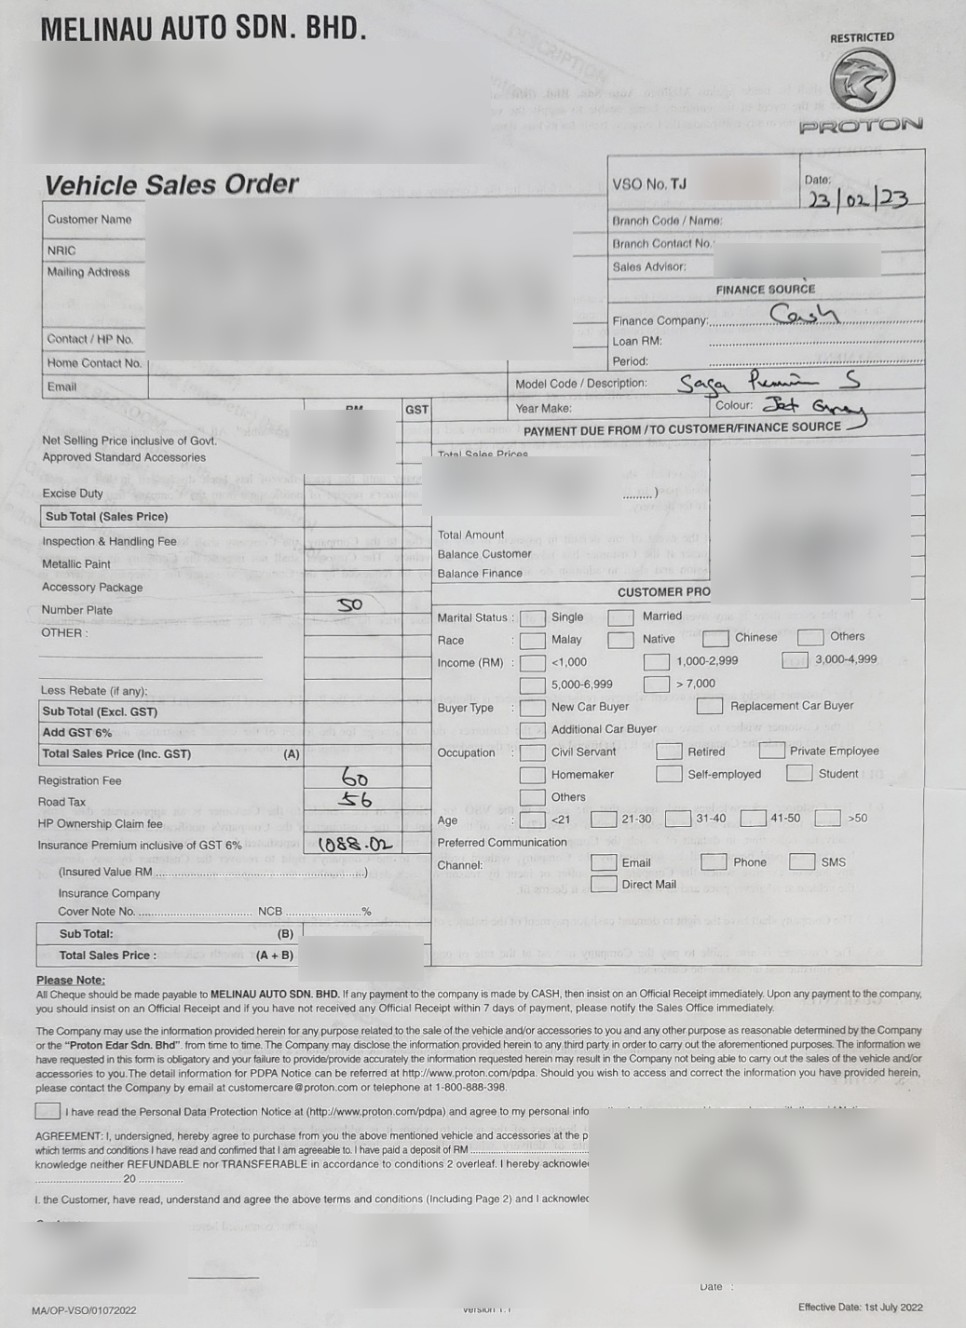 MELINAU AUTO SDN. BHD.
RESTRICTED
PROTON
Vehicle Sales Order
VSO No. TJ
Date:
23/02/23
Customer Name
NRIC
Mailing Address
Contact / HP No.
Home Contact No.
Email
Branch Code / Name:
Branch Contact No.
Sales Advisor:
FINANCE SOURCE
Finance Company: Cash
Loan RM:
Period:
Model Code / Description: Saga Premium S
Year Make:
Colour: Jet Grey
RM GST
PAYMENT DUE FROM / TO CUSTOMER/FINANCE SOURCE
Net Selling Price inclusive of Govt.
Approved Standard Accessories
Excise Duty
Sub Total (Sales Price)
Inspection & Handling Fee
Metallic Paint
Accessory Package
Number Plate 50
OTHER :
Less Rebate (if any):
Sub Total (Excl. GST)
Add GST 6%
Total Sales Price (Inc. GST) (A)
Registration Fee 60
Road Tax 56
HP Ownership Claim fee
Insurance Premium inclusive of GST 6% 1088.02
(Insured Value RM ..........)
Insurance Company
Cover Note No. .......... NCB ..........%
Sub Total: (B)
Total Sales Price : (A + B)
Total Sales Prices
.........)
Total Amount
Balance Customer
Balance Finance
CUSTOMER PRO
Marital Status : Single Married
Race : Malay Native Chinese Others
Income (RM) : <1,000 1,000-2,999 3,000-4,999
5,000-6,999 > 7,000
Buyer Type : New Car Buyer Replacement Car Buyer
Additional Car Buyer
Occupation : Civil Servant Retired Private Employee
Homemaker Self-employed Student
Others
Age : <21 21-30 31-40 41-50 >50
Preferred Communication
Channel: Email Phone SMS
Direct Mail
Please Note:
All Cheque should be made payable to MELINAU AUTO SDN. BHD. If any payment to the company is made by CASH, then insist on an Official Receipt immediately. Upon any payment to the company,
you should insist on an Official Receipt and if you have not received any Official Receipt within 7 days of payment, please notify the Sales Office immediately.
The Company may use the information provided herein for any purpose related to the sale of the vehicle and/or accessories to you and any other purpose as reasonable determined by the Company
or the "Proton Edar Sdn. Bhd" from time to time. The Company may disclose the information provided herein to any third party in order to carry out the aforementioned purposes. The information we
have requested in this form is obligatory and your failure to provide/provide accurately the information requested herein may result in the Company not being able to carry out the sales of the vehicle and/or
accessories to you.The detail information for PDPA Notice can be referred at http://www.proton.com/pdpa. Should you wish to access and correct the information you have provided herein,
please contact the Company by email at customercare@proton.com or telephone at 1-800-888-398.
I have read the Personal Data Protection Notice at (http://www.proton.com/pdpa) and agree to my personal info
AGREEMENT: I, undersigned, hereby agree to purchase from you the above mentioned vehicle and accessories at the p
which terms and conditions I have read and confirmed that I am agreeable to. I have paid a deposit of RM ..........
knowledge neither REFUNDABLE nor TRANSFERABLE in accordance to conditions 2 overleaf. I hereby acknowle
.......... 20 ..........
I, the Customer, have read, understand and agree the above terms and conditions (Including Page 2) and I acknowlec
Date :
MA/OP-VSO/01072022
Version 1.1
Effective Date: 1st July 2022